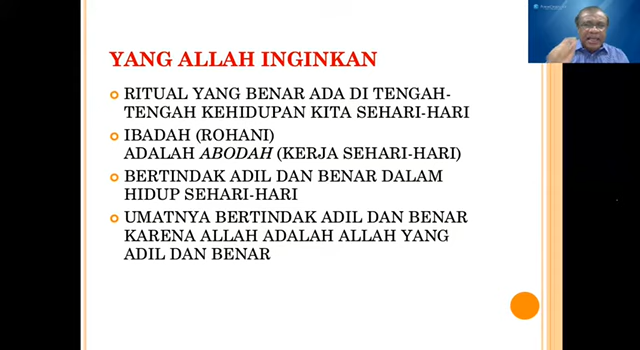 YANG ALLAH INGINKAN
RITUAL YANG BENAR ADA DI TENGAH-
TENGAH KEHIDUPAN KITA SEHARI-HARI
IBADAH (ROHANI)
ADALAH ABODAH (KERJA SEHARI-HARI)
BERTINDAK ADIL DAN BENAR DALAM
HIDUP SEHARI-HARI
UMATNYA BERTINDAK ADIL DAN BENAR
KARENA ALLAH ADALAH ALLAH YANG
ADIL DAN BENAR